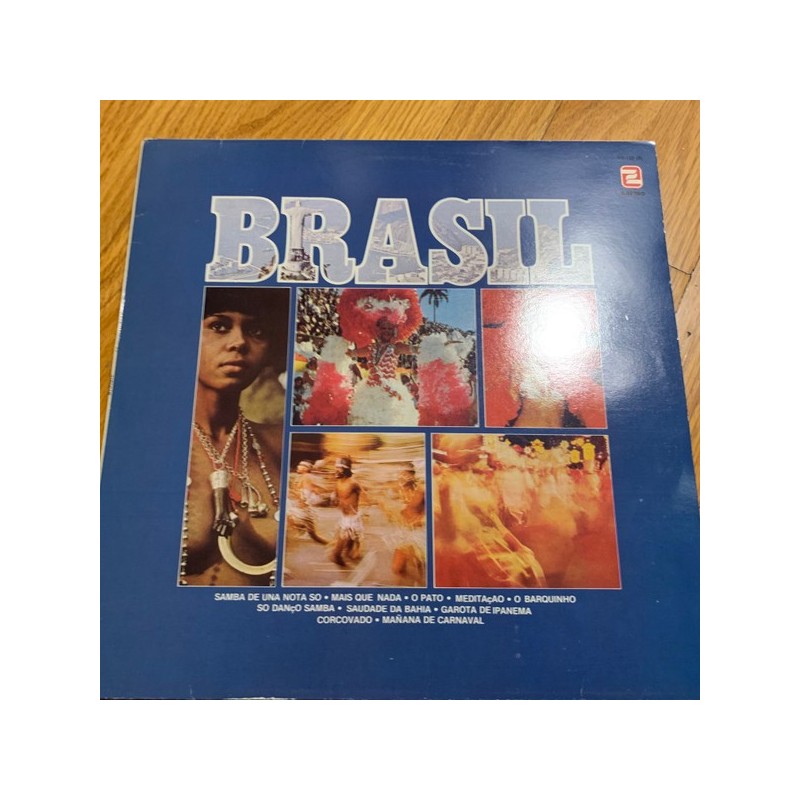 BRASIL
SAMBA DE UNA NOTA SO • MAIS QUE NADA • O PATO • MEDITAçAO • O BARQUINHO
SO DANçO SAMBA • SAUDADE DA BAHIA • GAROTA DE IPANEMA
CORCOVADO • MAÑANA DE CARNAVAL